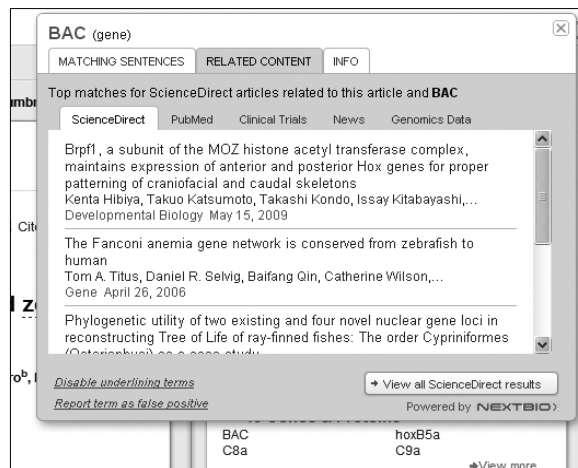 BAC (gene)
MATCHING SENTENCES RELATED CONTENT INFO
Top matches for ScienceDirect articles related to this article and BAC
ScienceDirect PubMed Clinical Trials News Genomics Data
Brpf1, a subunit of the MOZ histone acetyl transferase complex,
maintains expression of anterior and posterior Hox genes for proper
patterning of craniofacial and caudal skeletons
Kenta Hibiya, Takuo Katsumoto, Takashi Kondo, Issay Kitabayashi,...
Developmental Biology May 15, 2009
The Fanconi anemia gene network is conserved from zebrafish to
human
Tom A. Titus, Daniel R. Selvig, Baifang Qin, Catherine Wilson,...
Gene April 26, 2006
Phylogenetic utility of two existing and four novel nuclear gene loci in
reconstructing Tree of Life of ray-finned fishes: The order Cypriniformes
Disable underlining terms
View all ScienceDirect results
Report term as false positive
Powered by NEXTBIO
BAC hoxB5a
C8a C9a
View more